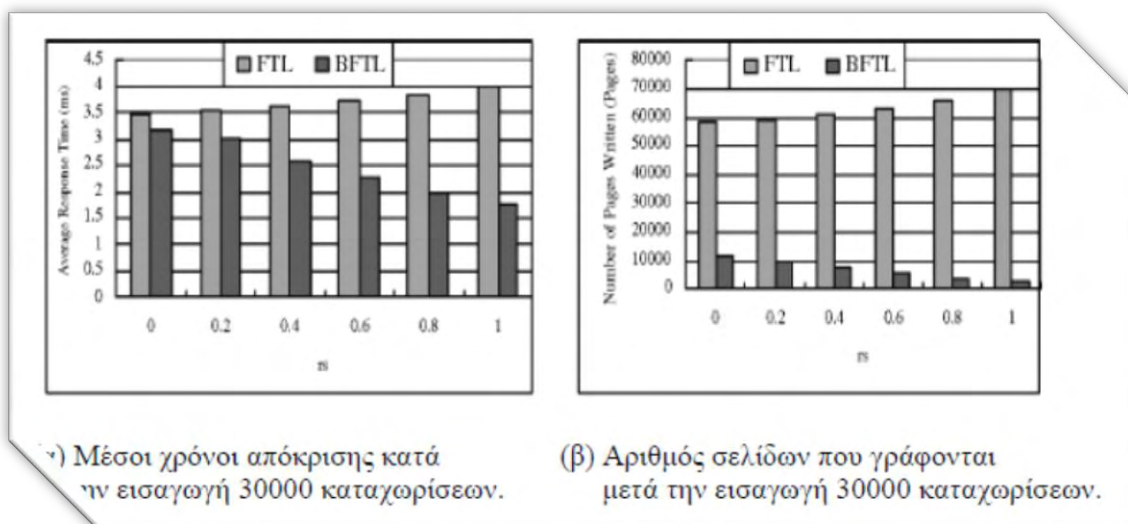 4.5
4
3.5
3
2.5
2
1.5
1
0.5
0
Average Response Time (ms)
FTL BFTL
0 0.2 0.4 0.6 0.8 1
rs
80000
70000
60000
50000
40000
30000
20000
10000
0
Number of Pages Written (Pages)
FTL BFTL
0 0.2 0.4 0.6 0.8 1
rs
Μέσοι χρόνοι απόκρισης κατά
εισαγωγή 30000 καταχωρίσεων.
(β) Αριθμός σελίδων που γράφονται
μετά την εισαγωγή 30000 καταχωρίσεων.